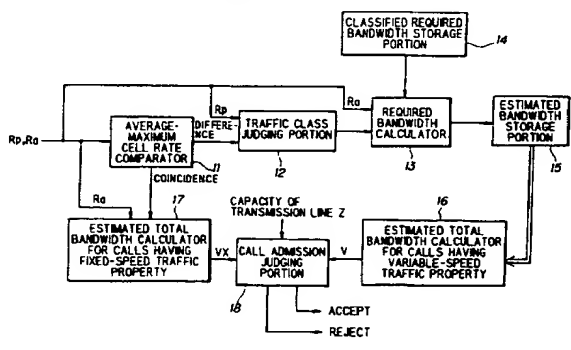 CLASSIFIED REQUIRED
BANDWIDTH STORAGE
PORTION
14
Rp,Ra
AVERAGE-
MAXIMUM
CELL RATE
COMPARATOR
11
Rp
DIFFERE-
NCE
TRAFFIC CLASS
JUDGING PORTION
12
Ra
REQUIRED
BANDWIDTH
CALCULATOR
13
ESTIMATED
BANDWIDTH
STORAGE
PORTION
15
COINCIDENCE
Ra
17
ESTIMATED TOTAL
BANDWIDTH CALCULATOR
FOR CALLS HAVING
FIXED-SPEED TRAFFIC
PROPERTY
VX
CAPACITY OF
TRANSMISSION LINE Z
CALL ADMISSION
JUDGING
PORTION
18
V
16
ESTIMATED TOTAL
BANDWIDTH CALCULATOR
FOR CALLS HAVING
VARIABLE-SPEED
TRAFFIC PROPERTY
ACCEPT
REJECT